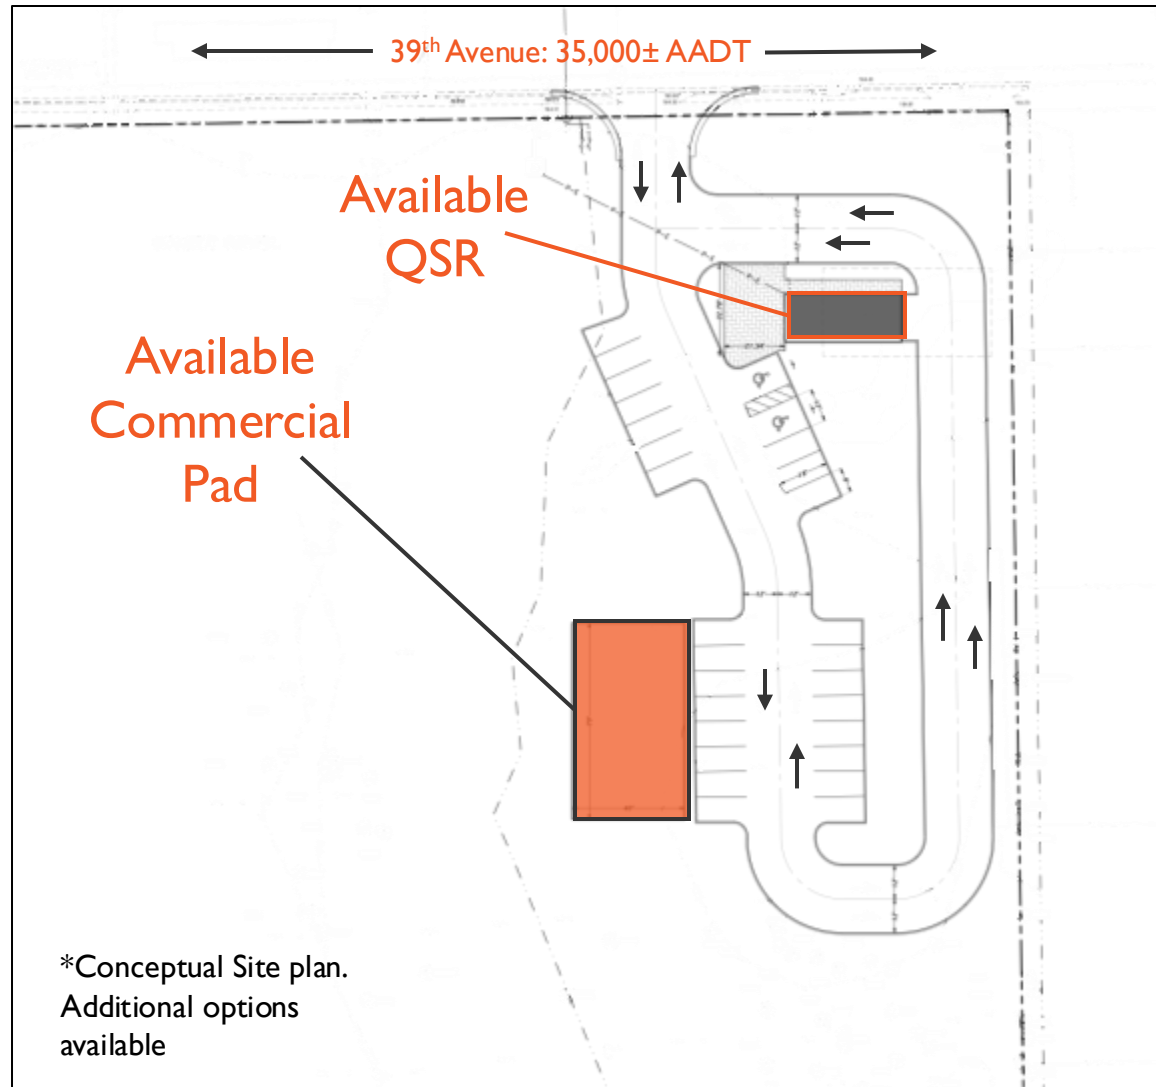 39th Avenue: 35,000± AADT
Available
QSR
Available
Commercial
Pad
*Conceptual Site plan.
Additional options
available